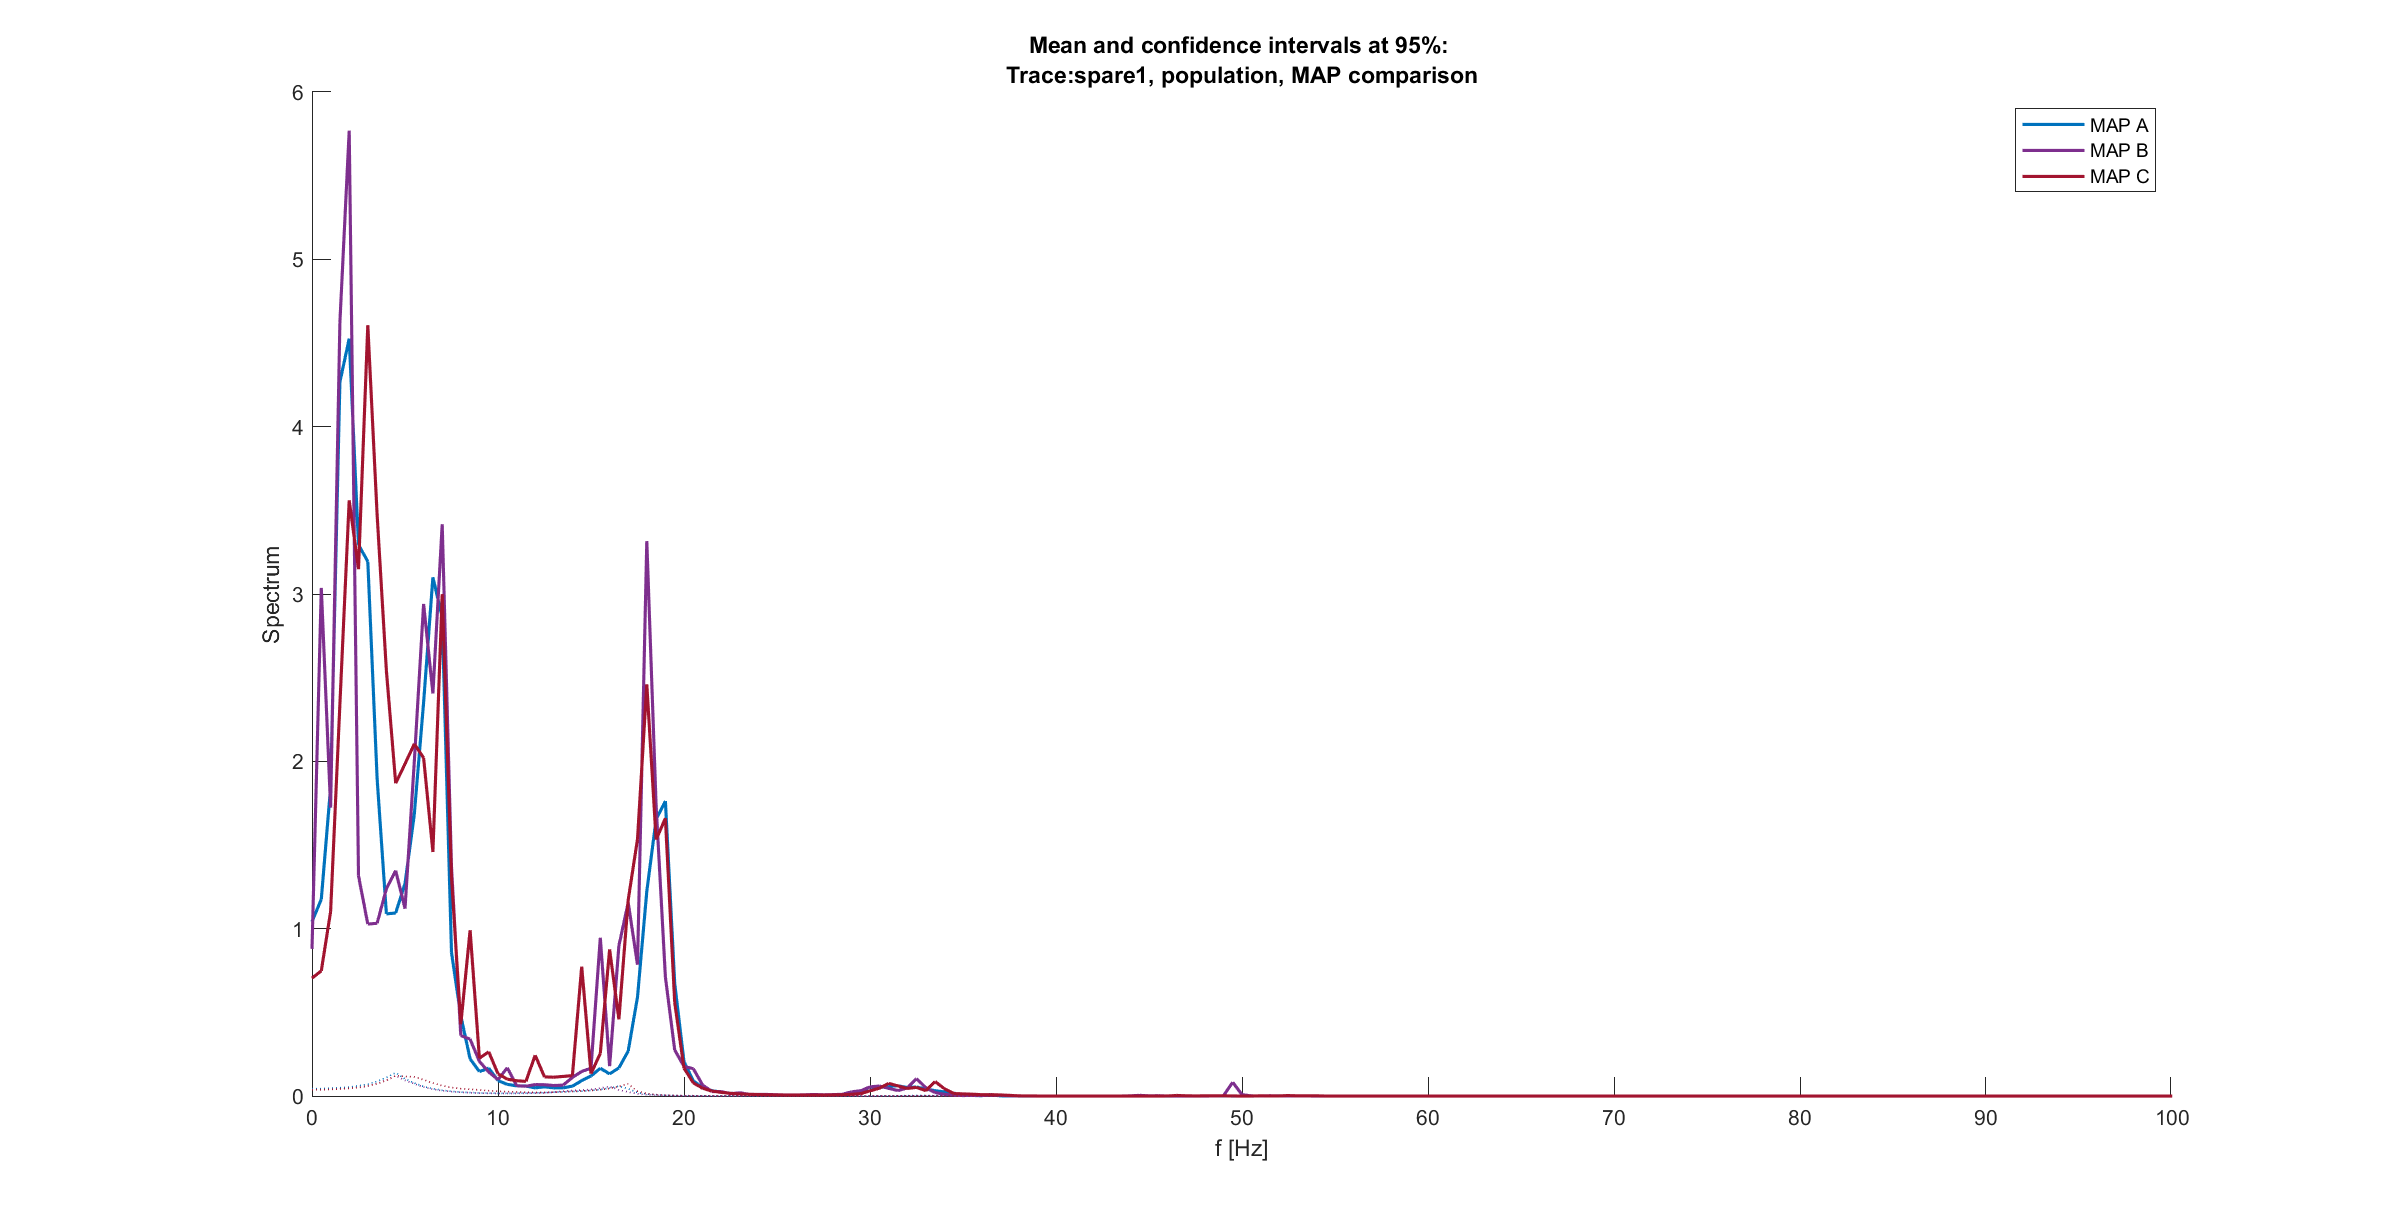 Mean and confidence intervals at 95%:
Trace:spare1, population, MAP comparison
MAP A
MAP B
MAP C
Spectrum
6
5
4
3
2
1
0
0 10 20 30 40 50 60 70 80 90 100
f [Hz]